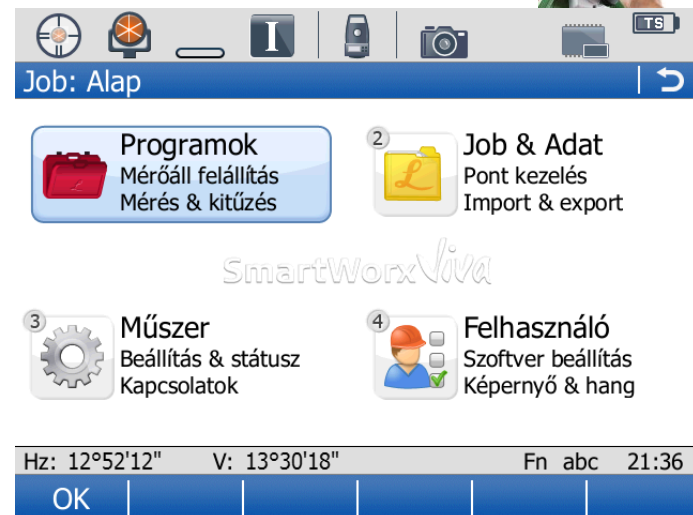 TS
I
Job: Alap
Programok
Mérőáll felállítás
Mérés & kitűzés
2
Job & Adat
Pont kezelés
Import & export
SmartWorx Viva
3
Műszer
Beállítás & státusz
Kapcsolatok
4
Felhasználó
Szoftver beállítás
Képernyő & hang
Hz: 12°52'12" V: 13°30'18" Fn abc 21:36
OK